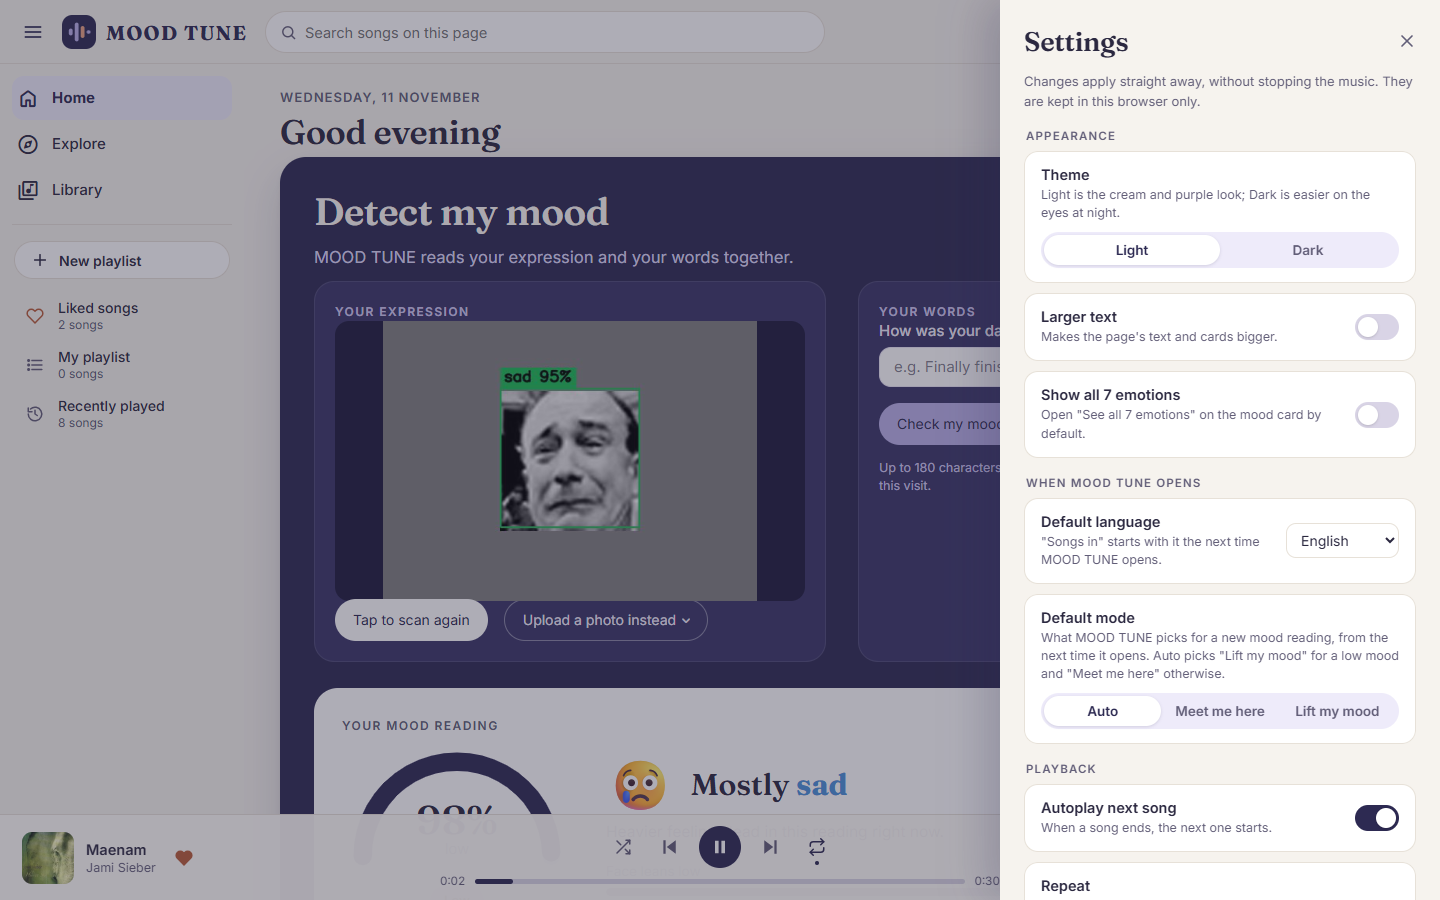 MOOD TUNE
Search songs on this page
Home
Explore
Library
New playlist
Liked songs
2 songs
My playlist
0 songs
Recently played
8 songs
WEDNESDAY, 11 NOVEMBER
Good evening
Detect my mood
MOOD TUNE reads your expression and your words together.
YOUR EXPRESSION
sad 95%
Tap to scan again
Upload a photo instead
YOUR WORDS
How was your da
e.g. Finally finis
Check my mood
Up to 180 characters
this visit.
YOUR MOOD READING
98%
Mostly sad
Maenam
Jami Sieber
0:02
0:30
Settings
Changes apply straight away, without stopping the music. They
are kept in this browser only.
APPEARANCE
Theme
Light is the cream and purple look; Dark is easier on the
eyes at night.
Light
Dark
Larger text
Makes the page's text and cards bigger.
Show all 7 emotions
Open "See all 7 emotions" on the mood card by
default.
WHEN MOOD TUNE OPENS
Default language
"Songs in" starts with it the next time
MOOD TUNE opens.
English
Default mode
What MOOD TUNE picks for a new mood reading, from the
next time it opens. Auto picks "Lift my mood" for a low mood
and "Meet me here" otherwise.
Auto
Meet me here
Lift my mood
PLAYBACK
Autoplay next song
When a song ends, the next one starts.
Repeat